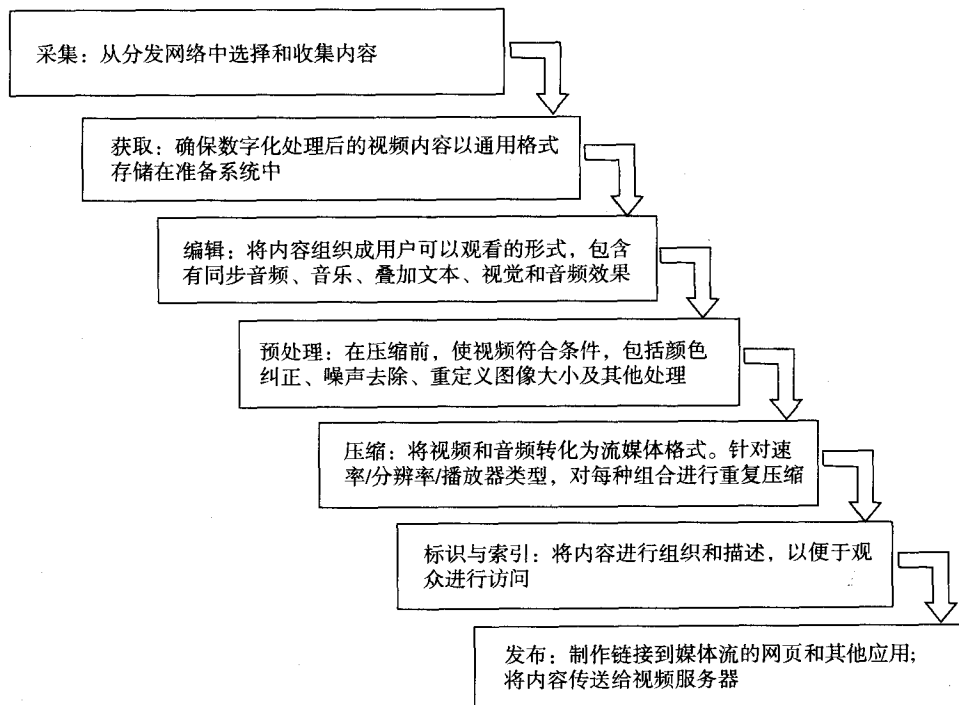 采集：从分发网络中选择和收集内容
获取：确保数字化处理后的视频内容以通用格式
存储在准备系统中
编辑：将内容组织成用户可以观看的形式，包含
有同步音频、音乐、叠加文本、视觉和音频效果
预处理：在压缩前，使视频符合条件，包括颜色
纠正、噪声去除、重定义图像大小及其他处理
压缩：将视频和音频转化为流媒体格式。针对速
率/分辨率/播放器类型，对每种组合进行重复压缩
标识与索引：将内容进行组织和描述，以便于观
众进行访问
发布：制作链接到媒体流的网页和其他应用；
将内容传送给视频服务器